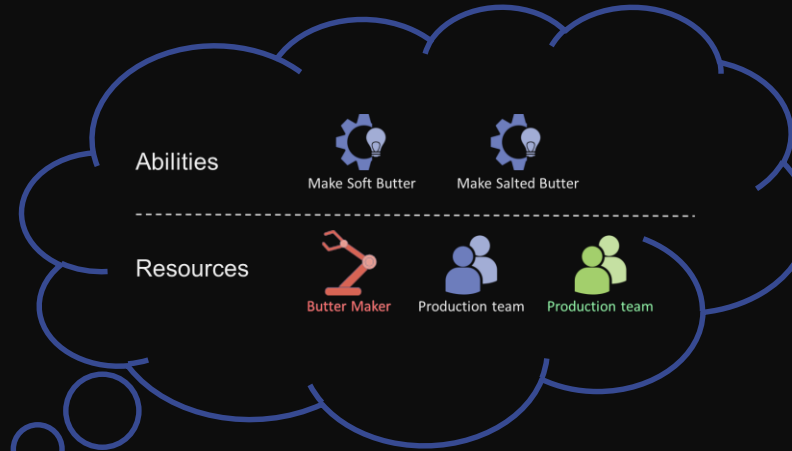 Abilities
Make Soft Butter
Make Salted Butter
Resources
Butter Maker
Production team
Production team